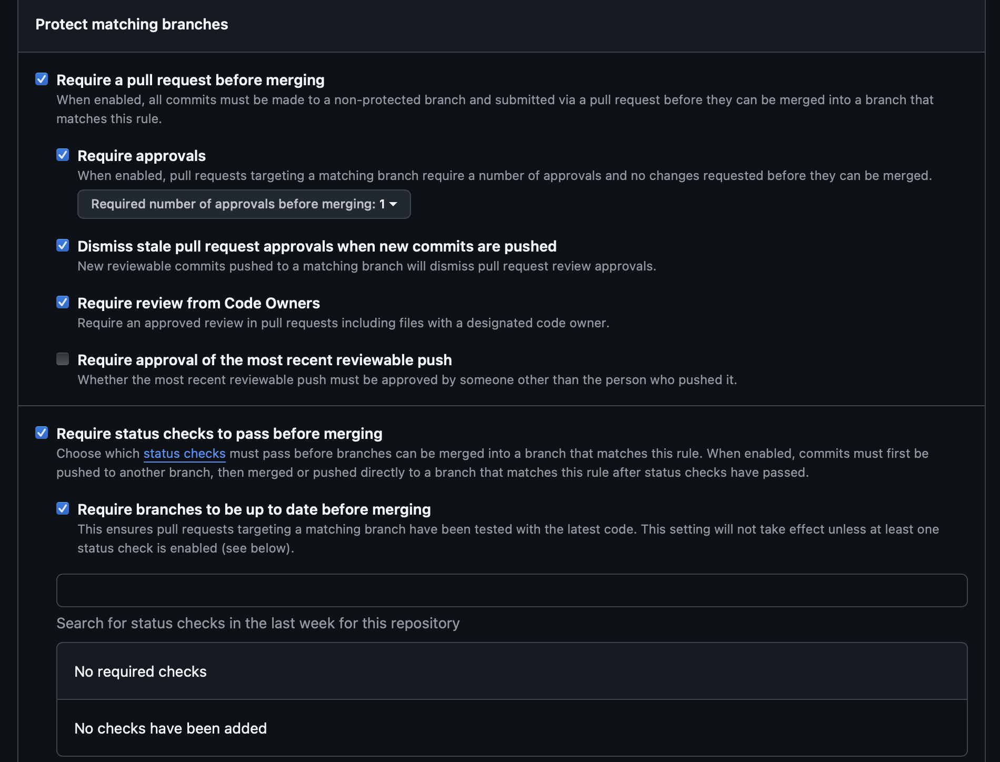 Protect matching branches
Require a pull request before merging
When enabled, all commits must be made to a non-protected branch and submitted via a pull request before they can be merged into a branch that
matches this rule.
Require approvals
When enabled, pull requests targeting a matching branch require a number of approvals and no changes requested before they can be merged.
Required number of approvals before merging: 1
Dismiss stale pull request approvals when new commits are pushed
New reviewable commits pushed to a matching branch will dismiss pull request review approvals.
Require review from Code Owners
Require an approved review in pull requests including files with a designated code owner.
Require approval of the most recent reviewable push
Whether the most recent reviewable push must be approved by someone other than the person who pushed it.
Require status checks to pass before merging
Choose which status checks must pass before branches can be merged into a branch that matches this rule. When enabled, commits must first be
pushed to another branch, then merged or pushed directly to a branch that matches this rule after status checks have passed.
Require branches to be up to date before merging
This ensures pull requests targeting a matching branch have been tested with the latest code. This setting will not take effect unless at least one
status check is enabled (see below).
Search for status checks in the last week for this repository
No required checks
No checks have been added